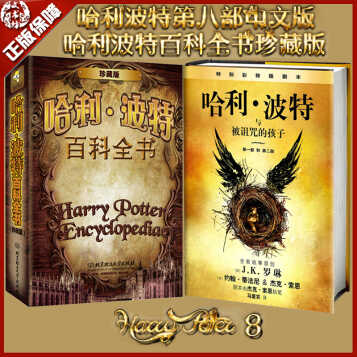 正版保障
哈利波特第八部中文版
哈利波特百科全书珍藏版
珍藏版
哈利·波特
百科全书
Harry Potter
Encyclopedia
哈利·波特
百科全书
特别彩排版剧本
哈利·波特
与
被诅咒的孩子
第一部和第二部
J.K.罗琳
约翰·蒂法尼 & 杰克·索恩
Harry Potter 8